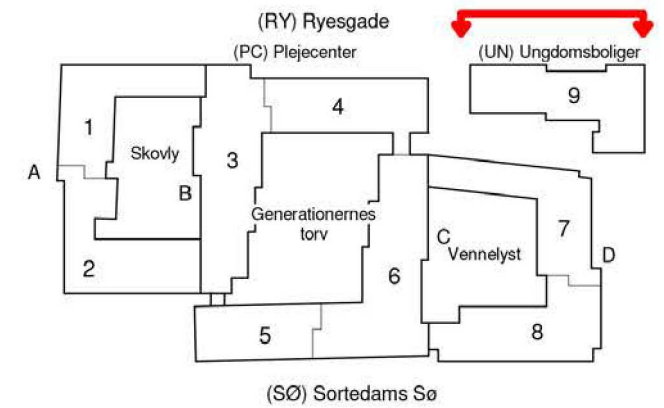 (RY) Ryesgade
(PC) Plejecenter
(UN) Ungdomsboliger
9
4
1
Skovly
3
A
B
Generationernes
torv
C
Vennelyst
7
D
2
6
5
8
(SØ) Sortedams Sø